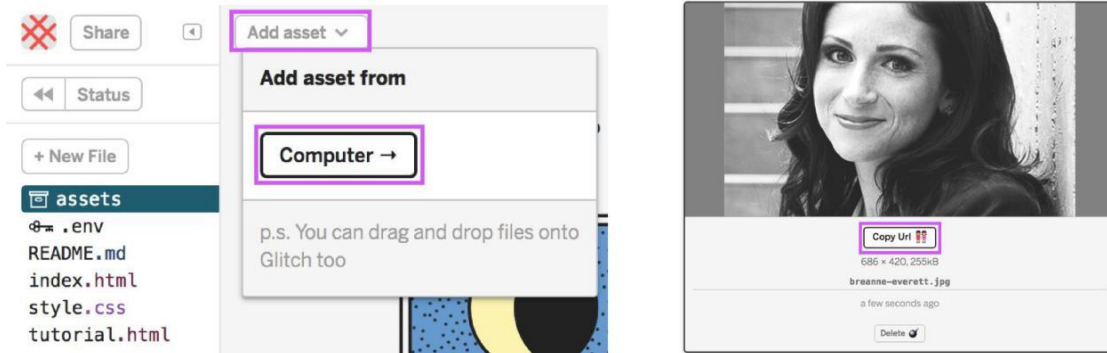 Share
Add asset
Add asset from
Status
+ New File
Computer →
assets
.env
README.md
index.html
style.css
tutorial.html
p.s. You can drag and drop files onto
Glitch too
Copy Url
686 × 420, 255kB
breanne-everett.jpg
a few seconds ago
Delete